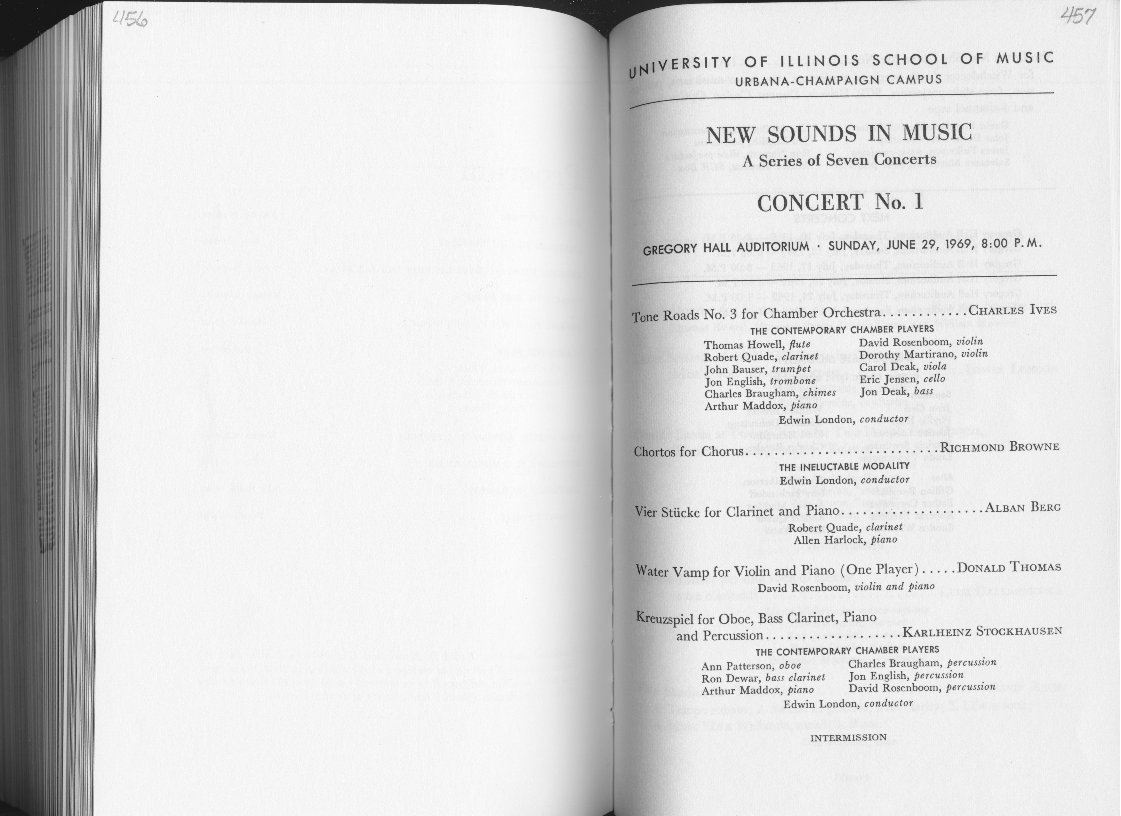 456
457
UNIVERSITY OF ILLINOIS SCHOOL OF MUSIC
URBANA-CHAMPAIGN CAMPUS
NEW SOUNDS IN MUSIC
A Series of Seven Concerts
CONCERT No. 1
GREGORY HALL AUDITORIUM · SUNDAY, JUNE 29, 1969, 8:00 P.M.
Tone Roads No. 3 for Chamber Orchestra............CHARLES IVES
THE CONTEMPORARY CHAMBER PLAYERS
Thomas Howell, flute David Rosenboom, violin
Robert Quade, clarinet Dorothy Martirano, violin
John Bauser, trumpet Carol Deak, viola
Jon English, trombone Eric Jensen, cello
Charles Braugham, chimes Jon Deak, bass
Arthur Maddox, piano
Edwin London, conductor
Chortos for Chorus...........................RICHMOND BROWNE
THE INELUCTABLE MODALITY
Edwin London, conductor
Vier Stücke for Clarinet and Piano....................ALBAN BERG
Robert Quade, clarinet
Allen Harlock, piano
Water Vamp for Violin and Piano (One Player).....DONALD THOMAS
David Rosenboom, violin and piano
Kreuzspiel for Oboe, Bass Clarinet, Piano
and Percussion...................KARLHEINZ STOCKHAUSEN
THE CONTEMPORARY CHAMBER PLAYERS
Ann Patterson, oboe Charles Braugham, percussion
Ron Dewar, bass clarinet Jon English, percussion
Arthur Maddox, piano David Rosenboom, percussion
Edwin London, conductor
INTERMISSION